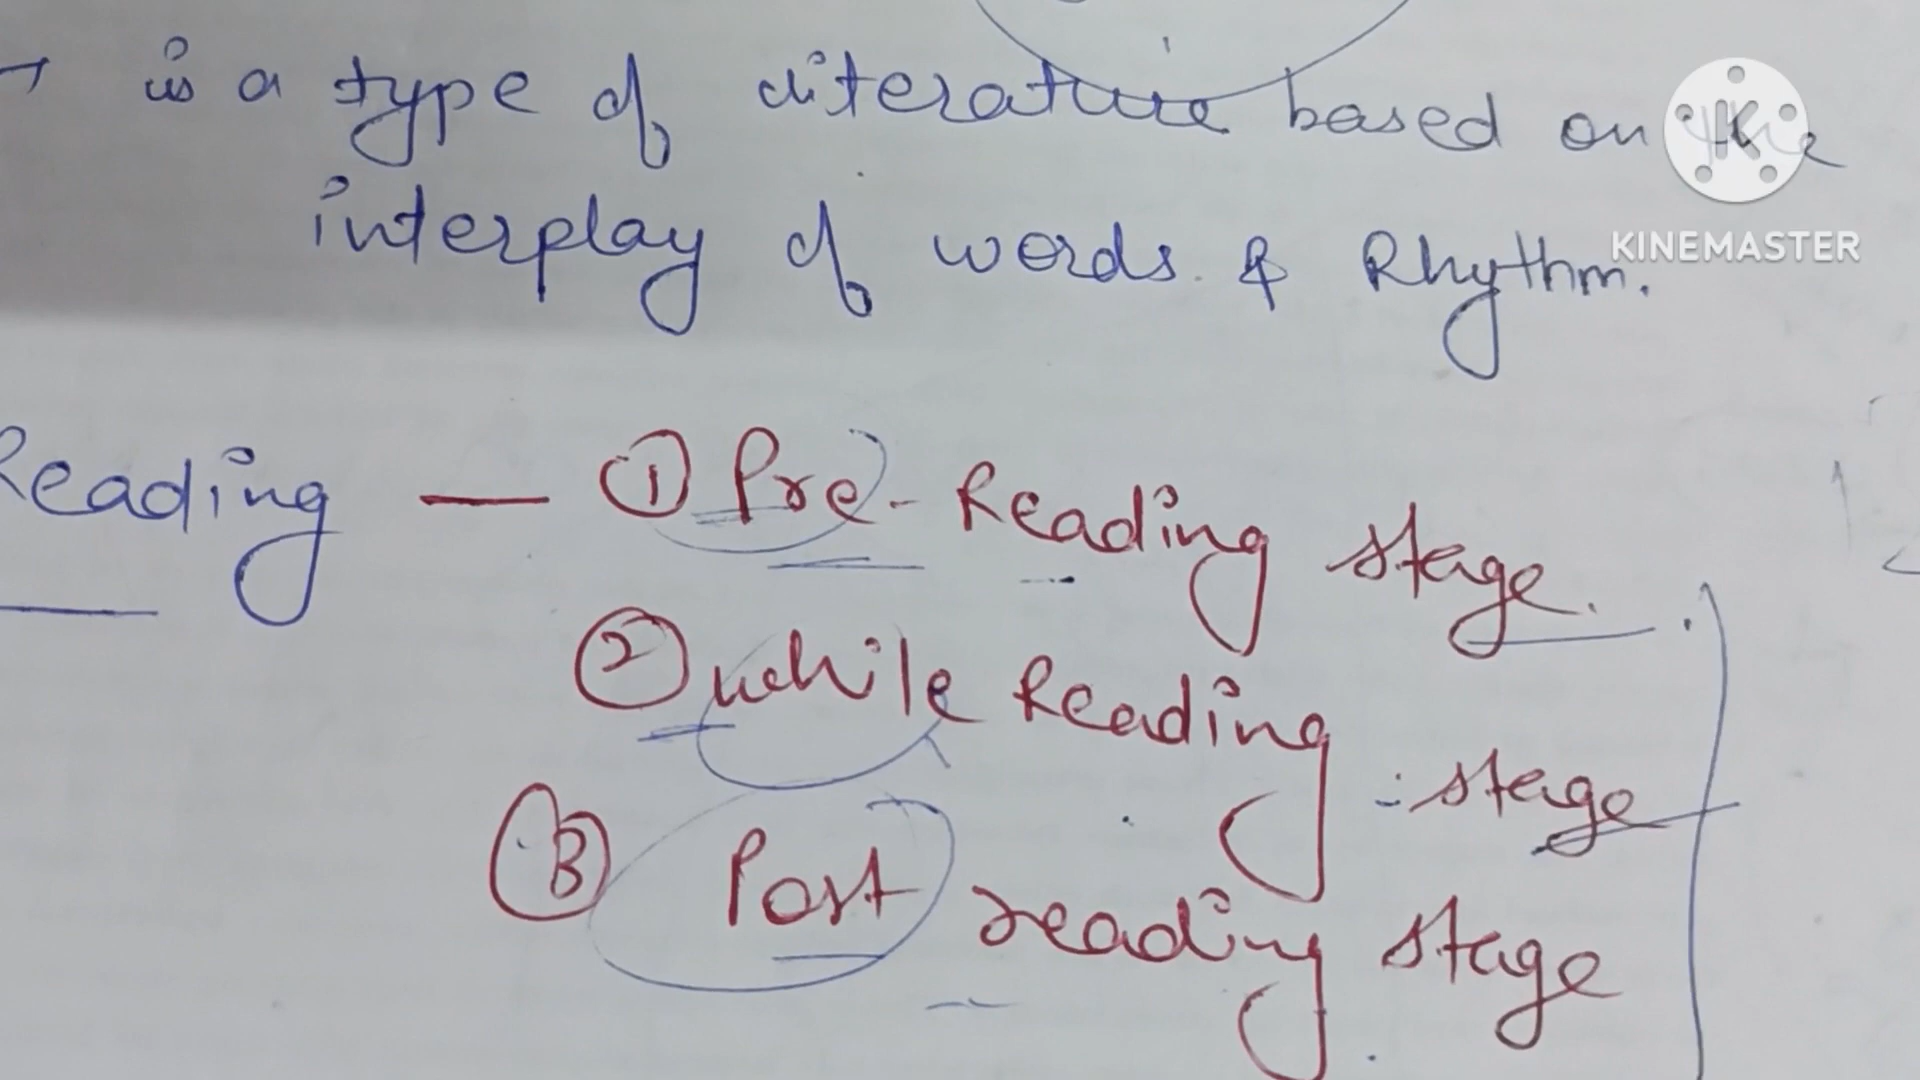 → is a type of literature based on the
interplay of words & Rhythm.
KINEMASTER
Reading — ① Pre-Reading stage.
② while Reading
- stage
③ Post reading stage